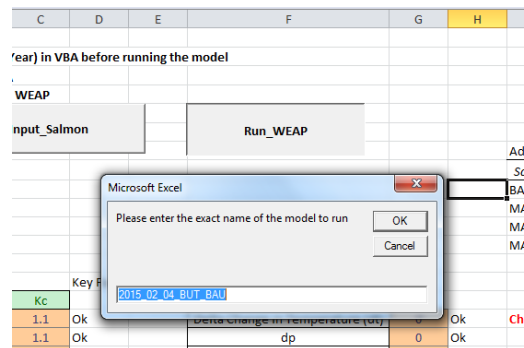 C D E F G H
Year) in VBA before running the model
WEAP
nput_Salmon
Run_WEAP
Ad
Sc
BA
MA
MA
MA
Microsoft Excel
Please enter the exact name of the model to run
OK
Cancel
2015_02_04_BUT_BAU
Key
Kc
1.1 Ok Delta Change in Temperature (dt) 0 Ok Ch
1.1 Ok dp 0 Ok